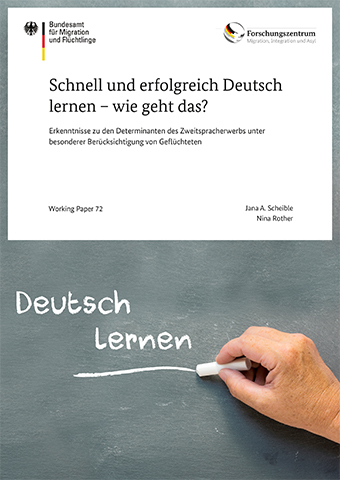 Bundesamt
für Migration
und Flüchtlinge
Forschungszentrum
Migration, Integration und Asyl
Schnell und erfolgreich Deutsch
lernen – wie geht das?
Erkenntnisse zu den Determinanten des Zweitspracherwerbs unter
besonderer Berücksichtigung von Geflüchteten
Working Paper 72
Jana A. Scheible
Nina Rother
Deutsch
Lernen